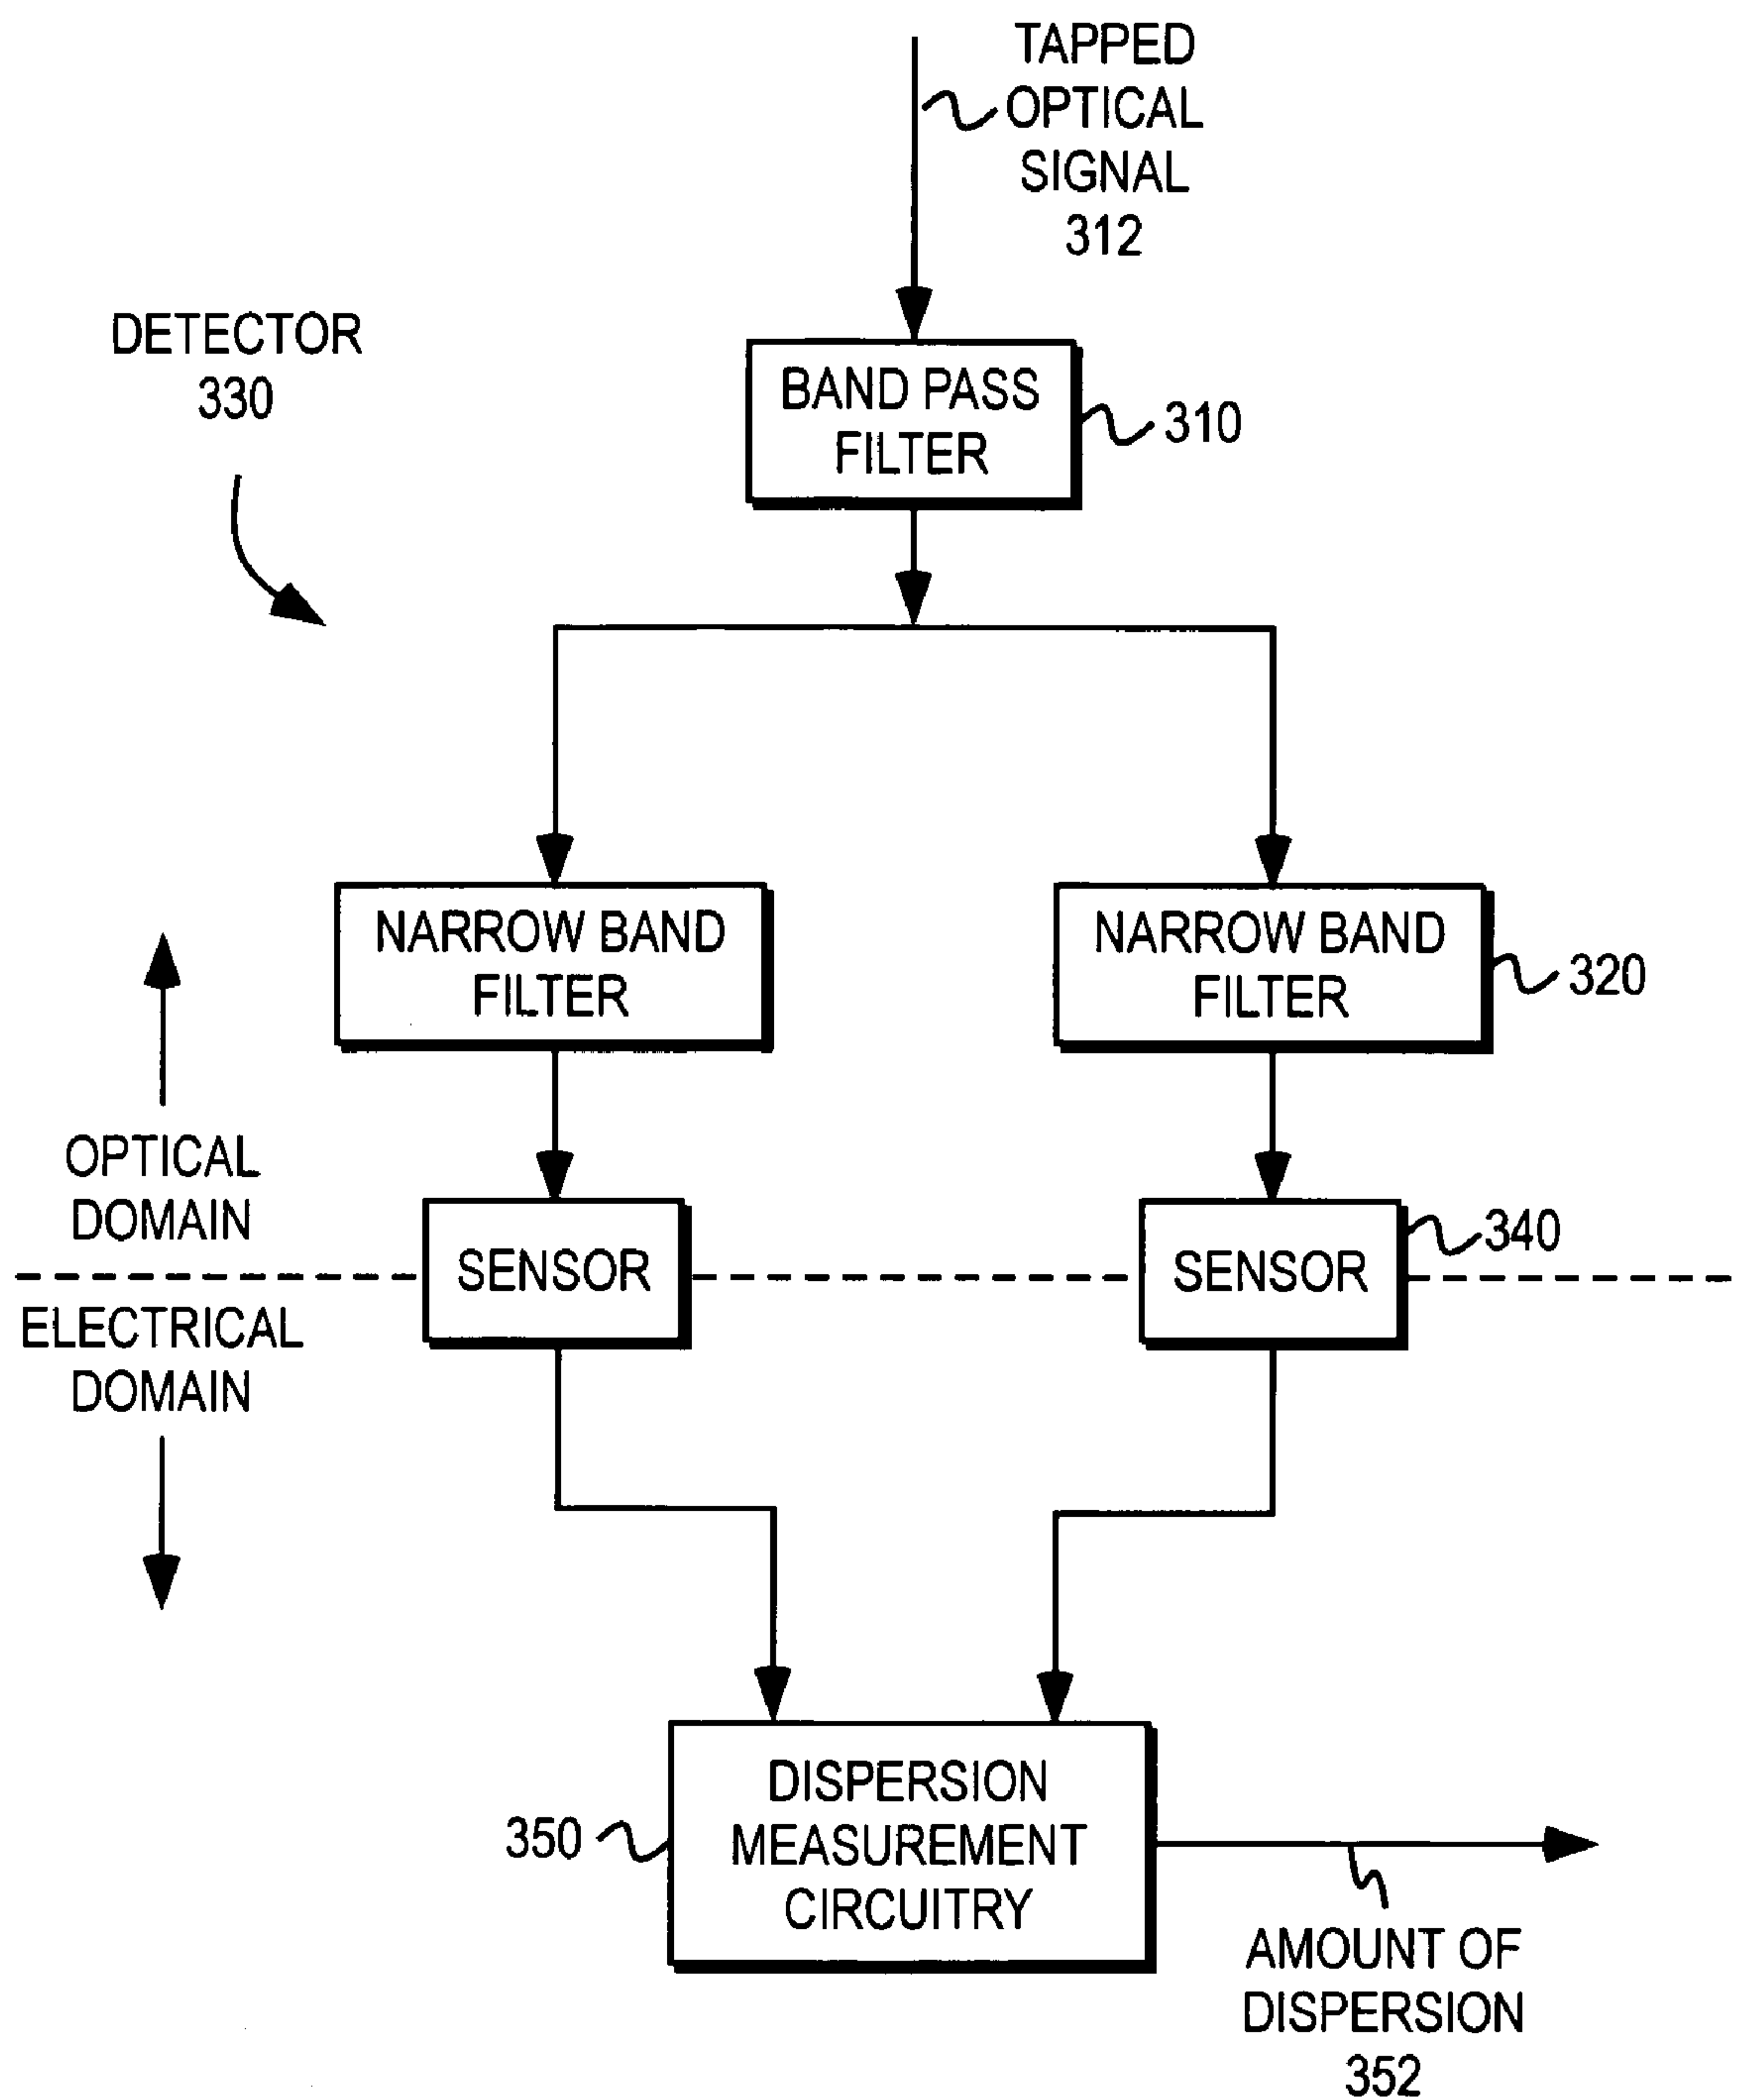 TAPPED
OPTICAL
SIGNAL
312
DETECTOR
330
BAND PASS
FILTER
310
NARROW BAND
FILTER
NARROW BAND
FILTER
320
OPTICAL
DOMAIN
SENSOR
SENSOR
340
ELECTRICAL
DOMAIN
DISPERSION
MEASUREMENT
CIRCUITRY
350
AMOUNT OF
DISPERSION
352